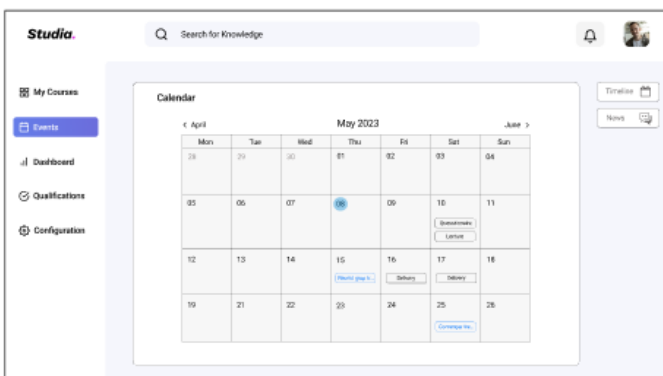 Studia.
Search for Knowledge
My Courses
Events
Dashboard
Qualifications
Configuration
Calendar
< April
May 2023
June >
Mon Tue Wed Thu Fri Sat Sun
28 29 30 01 02 03 04
05 06 07 08 09 10 11
Questionnaire
Lecture
12 13 14 15 16 17 18
Delivery Delivery
19 21 22 23 24 25 26
Timeline
News